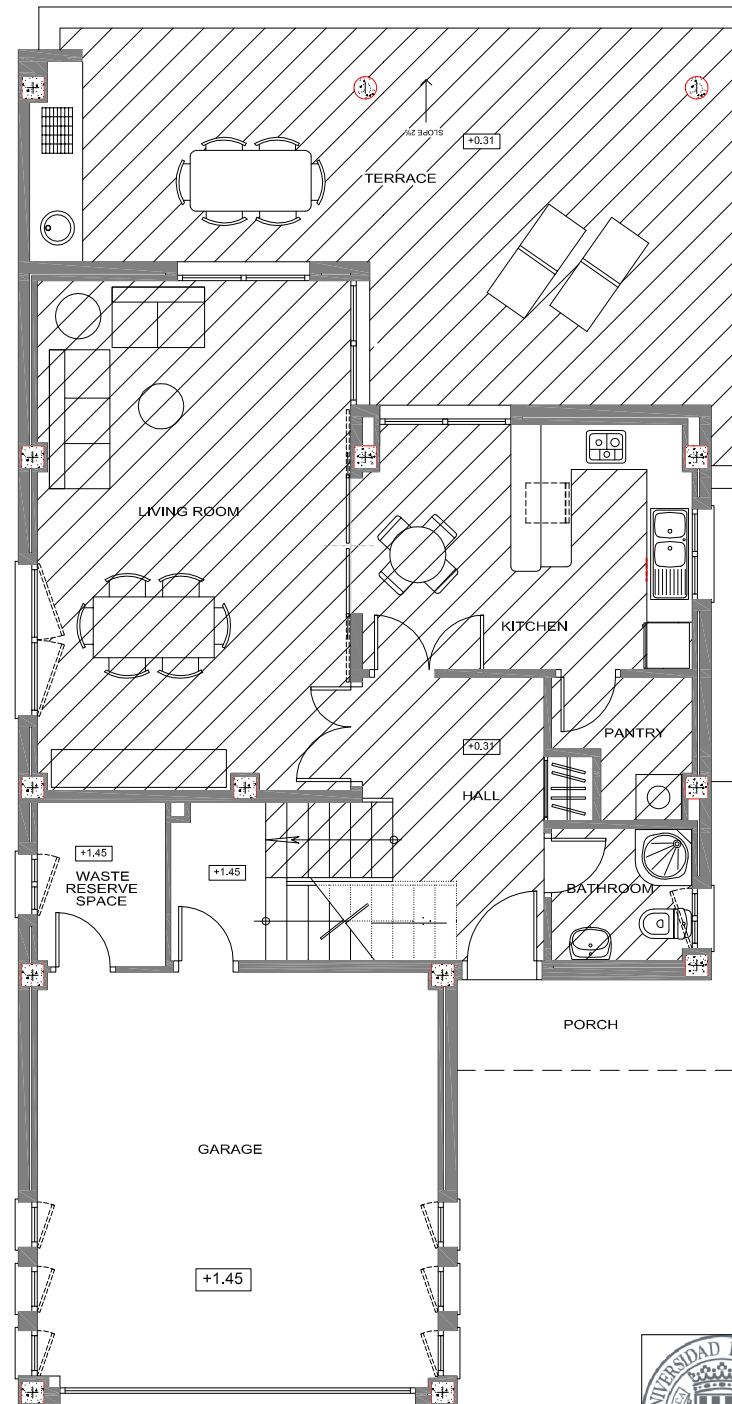 SLOPE 2%
+0.31
TERRACE
LIVING ROOM
KITCHEN
PANTRY
+0.31
HALL
+1.45
WASTE
RESERVE
SPACE
+1.45
BATHROOM
PORCH
GARAGE
+1.45
UNIVERSIDAD